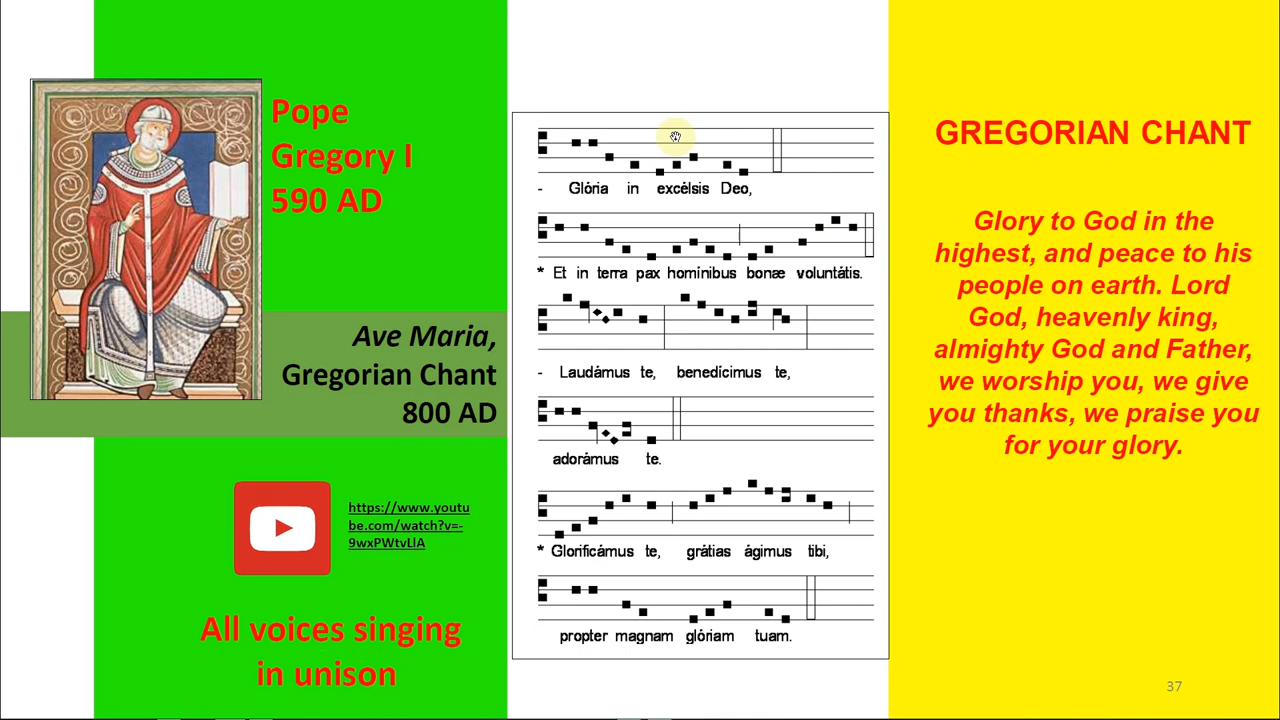 Pope
Gregory I
590 AD
Ave Maria,
Gregorian Chant
800 AD
https://www.youtu
be.com/watch?v=-
9wxPWtvLlA
All voices singing
in unison
- Glória in excélsis Deo,
* Et in terra pax homínibus bonæ voluntátis.
- Laudámus te, benedícimus te,
adorámus te.
* Glorificámus te, grátias ágimus tibi,
propter magnam glóriam tuam.
GREGORIAN CHANT
Glory to God in the
highest, and peace to his
people on earth. Lord
God, heavenly king,
almighty God and Father,
we worship you, we give
you thanks, we praise you
for your glory.
37